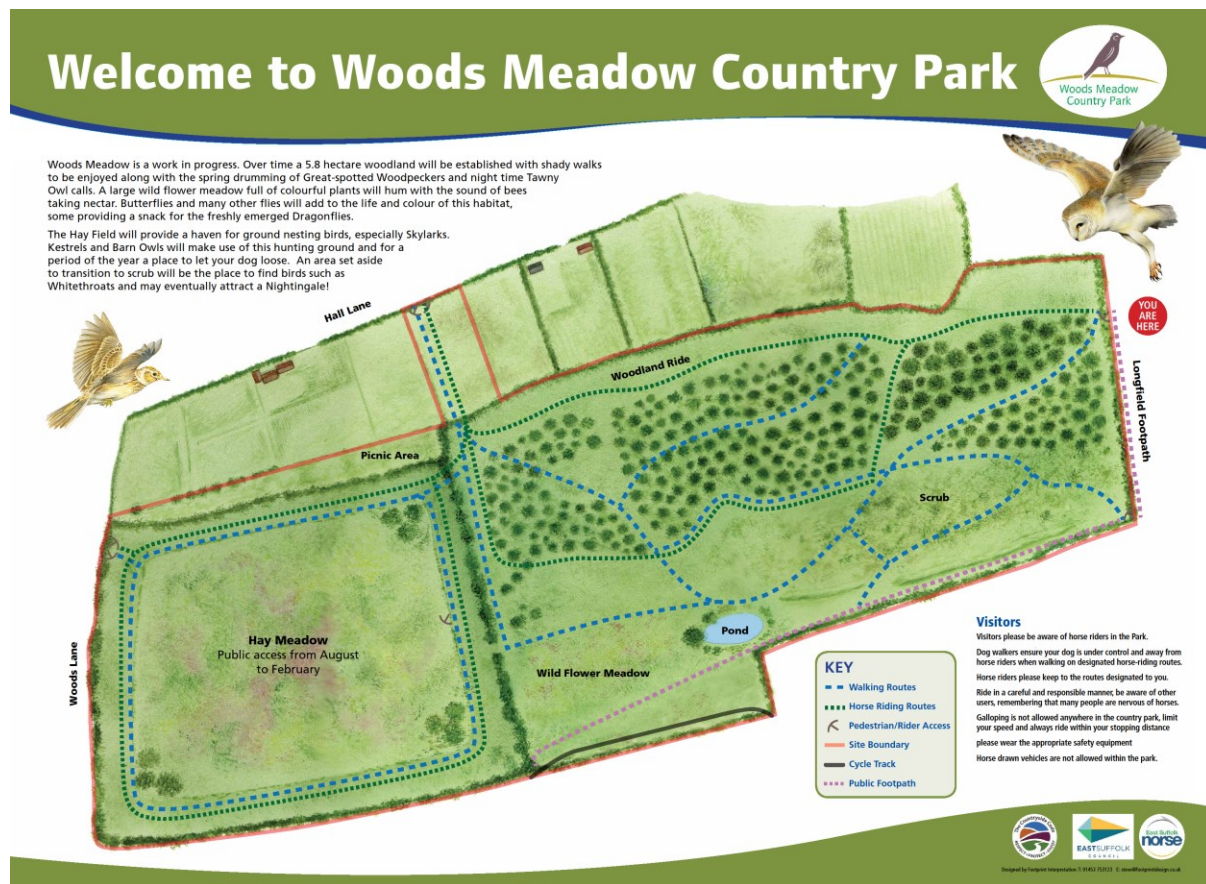 Welcome to Woods Meadow Country Park
Woods Meadow
Country Park
Woods Meadow is a work in progress. Over time a 5.8 hectare woodland will be established with shady walks
to be enjoyed along with the spring drumming of Great-spotted Woodpeckers and night time Tawny
Owl calls. A large wild flower meadow full of colourful plants will hum with the sound of bees
taking nectar. Butterflies and many other flies will add to the life and colour of this habitat,
some providing a snack for the freshly emerged Dragonflies.
The Hay Field will provide a haven for ground nesting birds, especially Skylarks.
Kestrels and Barn Owls will make use of this hunting ground and for a
period of the year a place to let your dog loose. An area set aside
to transition to scrub will be the place to find birds such as
Whitethroats and may eventually attract a Nightingale!
Hall Lane
YOU
ARE
HERE
Woodland Ride
Longfield Footpath
Picnic Area
Scrub
Woods Lane
Hay Meadow
Public access from August
to February
Pond
Wild Flower Meadow
KEY
Walking Routes
Horse Riding Routes
Pedestrian/Rider Access
Site Boundary
Cycle Track
Public Footpath
Visitors
Visitors please be aware of horse riders in the Park.
Dog walkers ensure your dog is under control and away from
horse riders when walking on designated horse-riding routes.
Horse riders please keep to the routes designated to you.
Ride in a careful and responsible manner, be aware of other
users, remembering that many people are nervous of horses.
Galloping is not allowed anywhere in the country park, limit
your speed and always ride within your stopping distance
please wear the appropriate safety equipment
Horse drawn vehicles are not allowed within the park.
The Countryside Code
EASTSUFFOLK
COUNCIL
East Suffolk
norse
Designed by Footprint Interpretation T: 01453 753123 E: steve@footprintdesign.co.uk